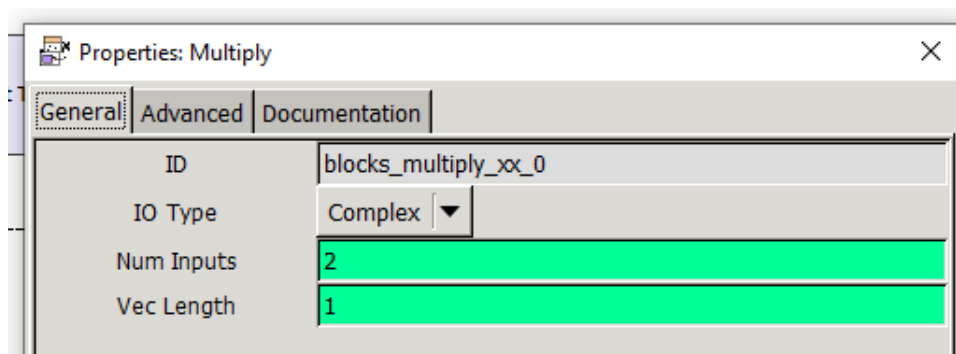 Properties: Multiply
General Advanced Documentation
ID blocks_multiply_xx_0
IO Type Complex
Num Inputs 2
Vec Length 1